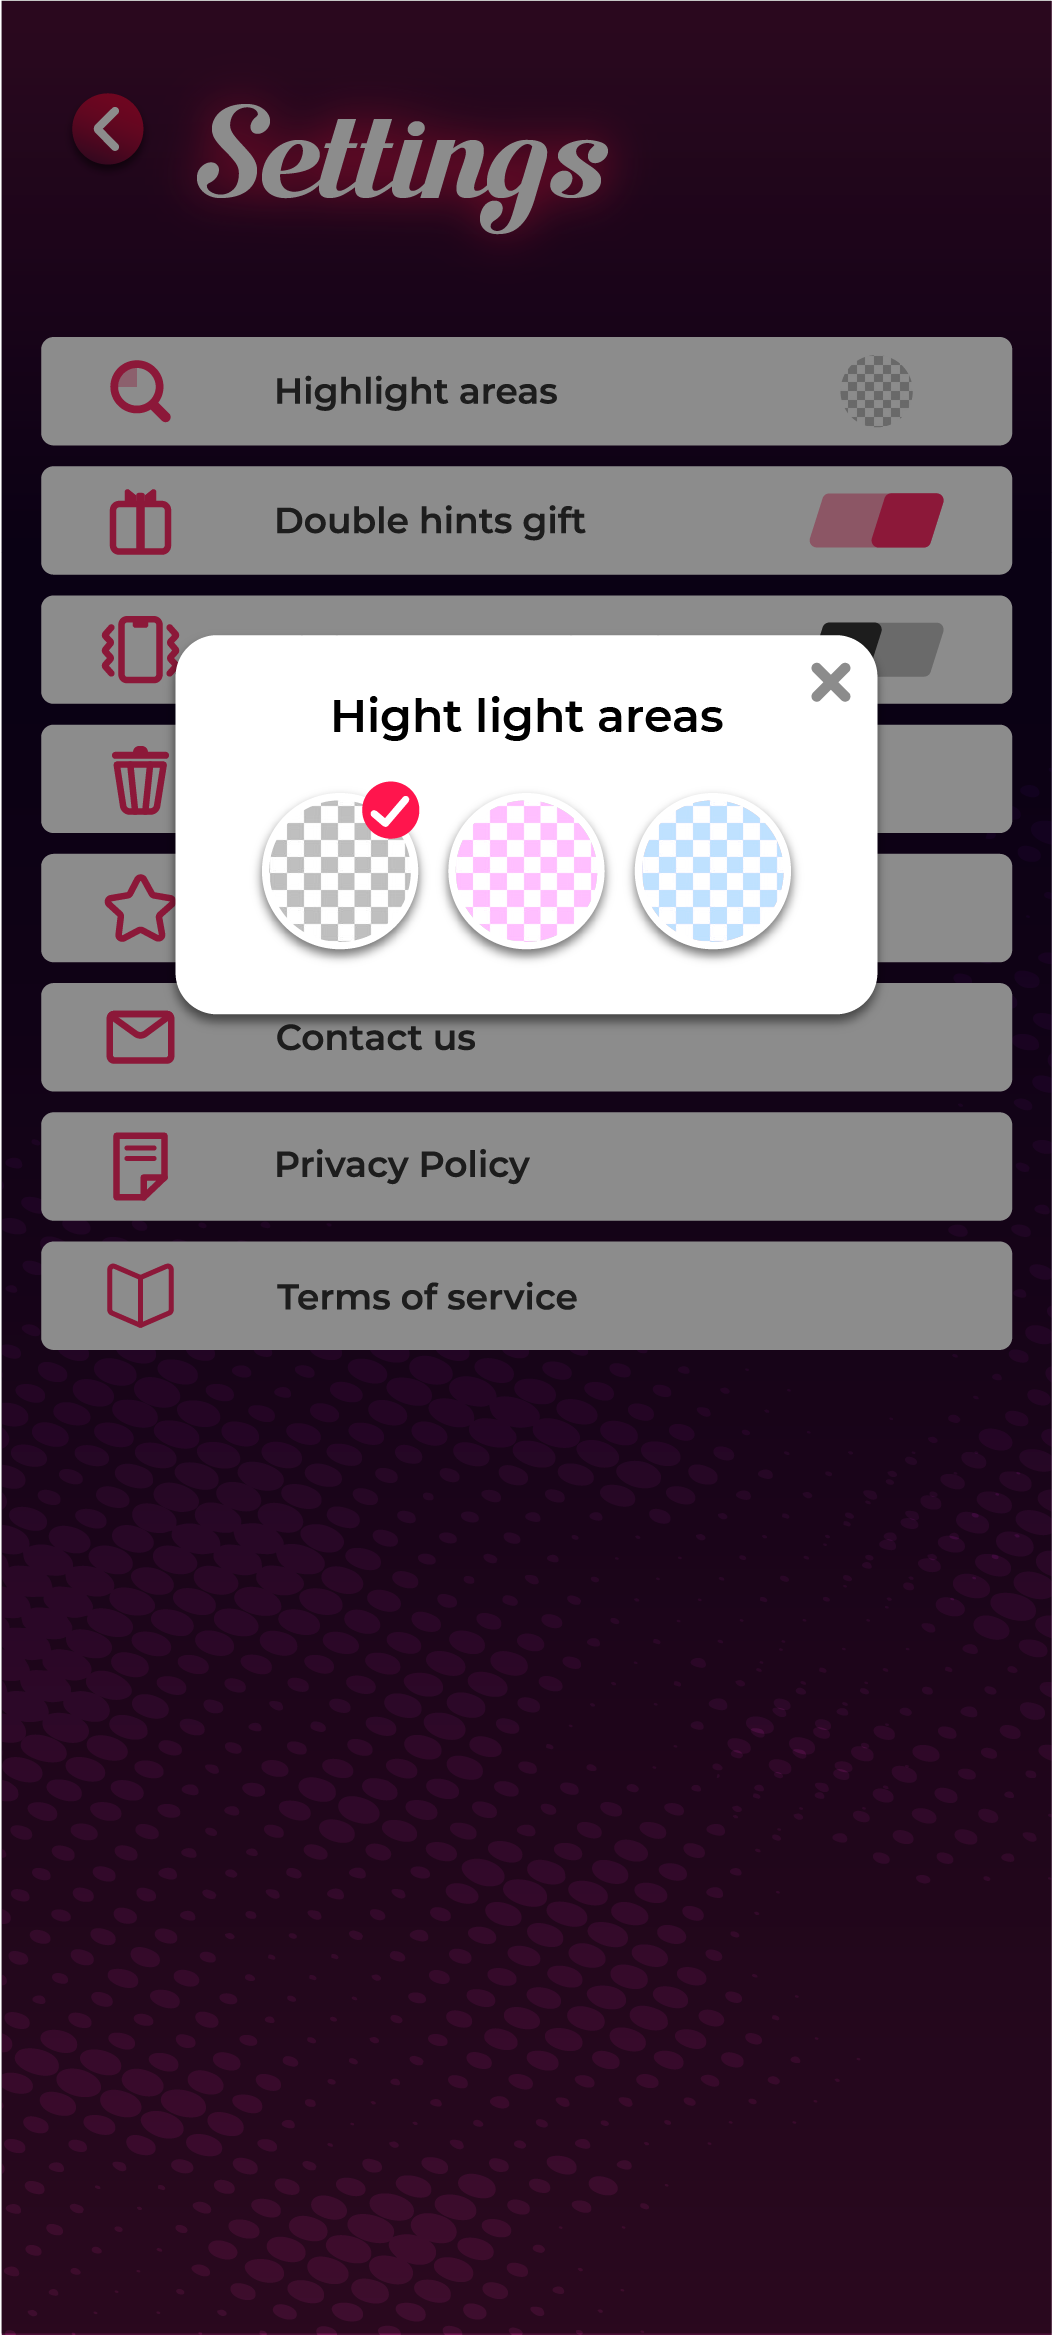 Settings
Highlight areas
Double hints gift
Hight light areas
Contact us
Privacy Policy
Terms of service